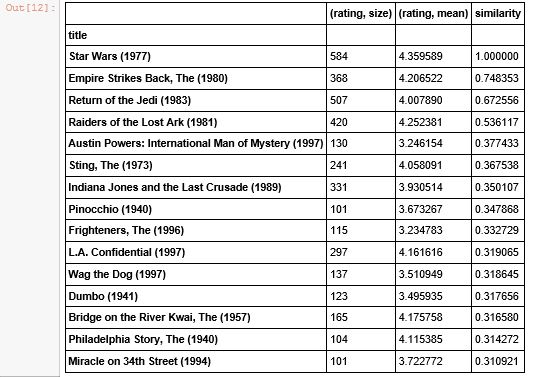 Out[12]:
(rating, size) (rating, mean) similarity
title
Star Wars (1977) 584 4.359589 1.000000
Empire Strikes Back, The (1980) 368 4.206522 0.748353
Return of the Jedi (1983) 507 4.007890 0.672556
Raiders of the Lost Ark (1981) 420 4.252381 0.536117
Austin Powers: International Man of Mystery (1997) 130 3.246154 0.377433
Sting, The (1973) 241 4.058091 0.367538
Indiana Jones and the Last Crusade (1989) 331 3.930514 0.350107
Pinocchio (1940) 101 3.673267 0.347868
Frighteners, The (1996) 115 3.234783 0.332729
L.A. Confidential (1997) 297 4.161616 0.319065
Wag the Dog (1997) 137 3.510949 0.318645
Dumbo (1941) 123 3.495935 0.317656
Bridge on the River Kwai, The (1957) 165 4.175758 0.316580
Philadelphia Story, The (1940) 104 4.115385 0.314272
Miracle on 34th Street (1994) 101 3.722772 0.310921